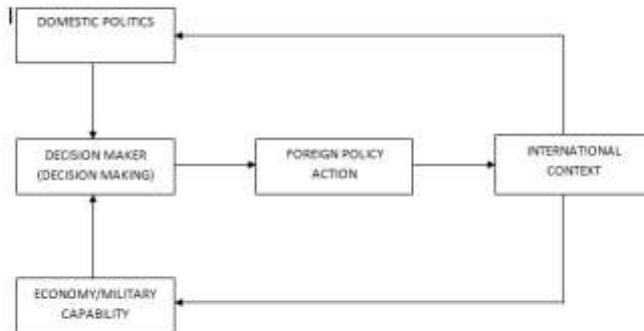 DOMESTIC POLITICS
DECISION MAKER
(DECISION MAKING)
FOREIGN POLICY
ACTION
INTERNATIONAL
CONTEXT
ECONOMY/MILITARY
CAPABILITY